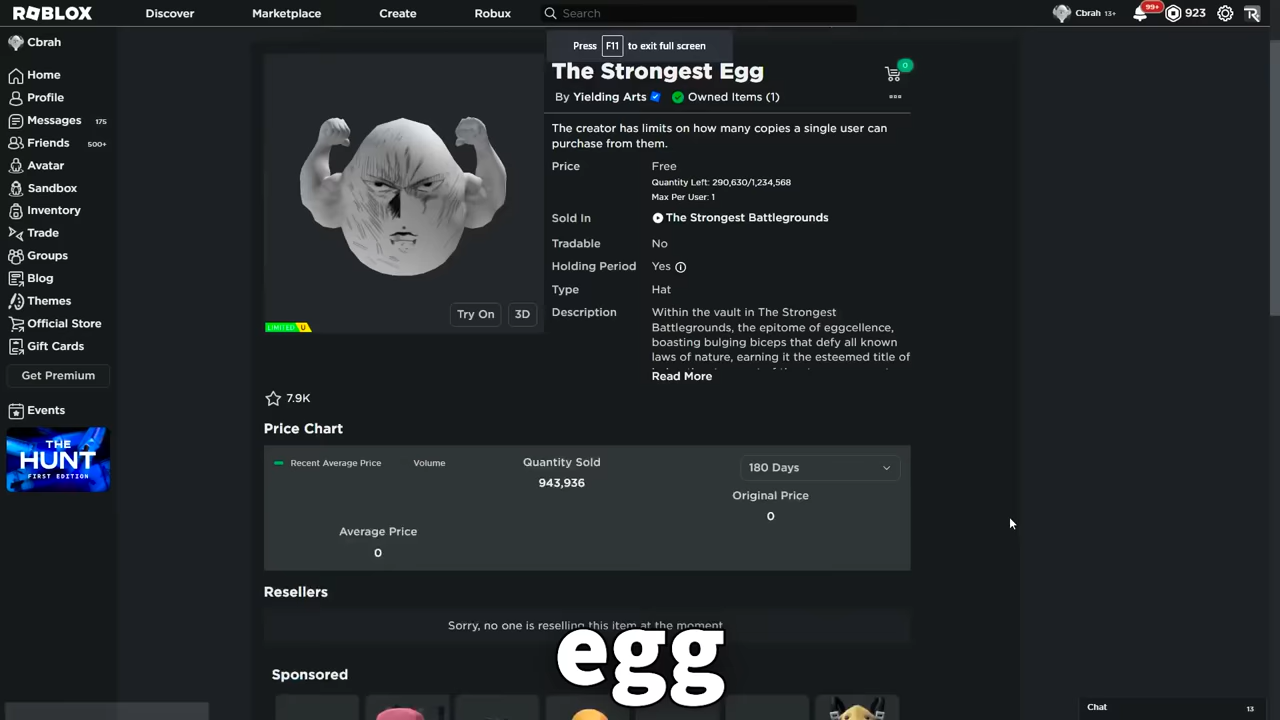 ROBLOX
Discover
Marketplace
Create
Robux
Search
Cbrah 13+
99+
923
Press F11 to exit full screen
Cbrah
Home
Profile
Messages 175
Friends 500+
Avatar
Sandbox
Inventory
Trade
Groups
Blog
Themes
Official Store
Gift Cards
Get Premium
Events
THE
HUNT
FIRST EDITION
Try On
3D
LIMITED U
7.9K
The Strongest Egg
0
By Yielding Arts
Owned Items (1)
The creator has limits on how many copies a single user can
purchase from them.
Price Free
Quantity Left: 290,630/1,234,568
Max Per User: 1
Sold In The Strongest Battlegrounds
Tradable No
Holding Period Yes
Type Hat
Description Within the vault in The Strongest
Battlegrounds, the epitome of eggcellence,
boasting bulging biceps that defy all known
laws of nature, earning it the esteemed title of
Read More
Price Chart
Recent Average Price
Volume
Quantity Sold
943,936
180 Days
Original Price
0
Average Price
0
Resellers
Sorry, no one is reselling this item at the moment
egg
Sponsored
Chat 13